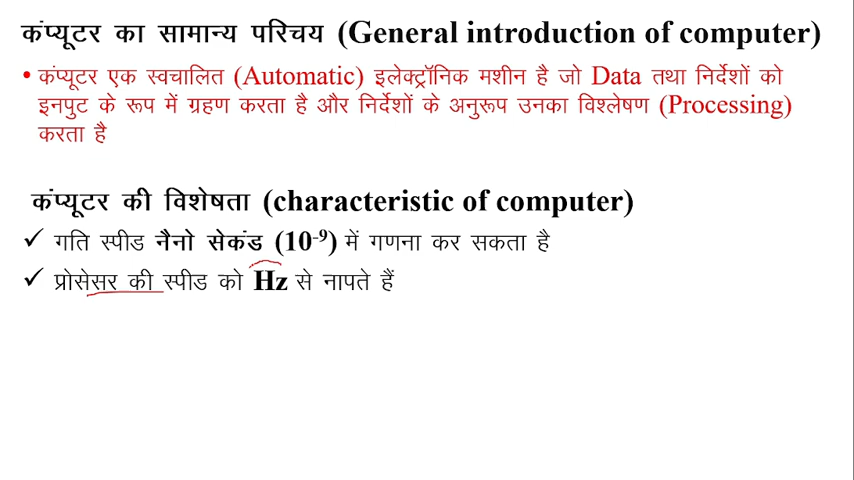 कंप्यूटर का सामान्य परिचय (General introduction of computer)
• कंप्यूटर एक स्वचालित (Automatic) इलेक्ट्रॉनिक मशीन है जो Data तथा निर्देशों को
इनपुट के रूप में ग्रहण करता है और निर्देशों के अनुरूप उनका विश्लेषण (Processing)
करता है
कंप्यूटर की विशेषता (characteristic of computer)
✓ गति स्पीड नैनो सेकंड (10⁻⁹) में गणना कर सकता है
✓ प्रोसेसर की स्पीड को Hz से नापते हैं